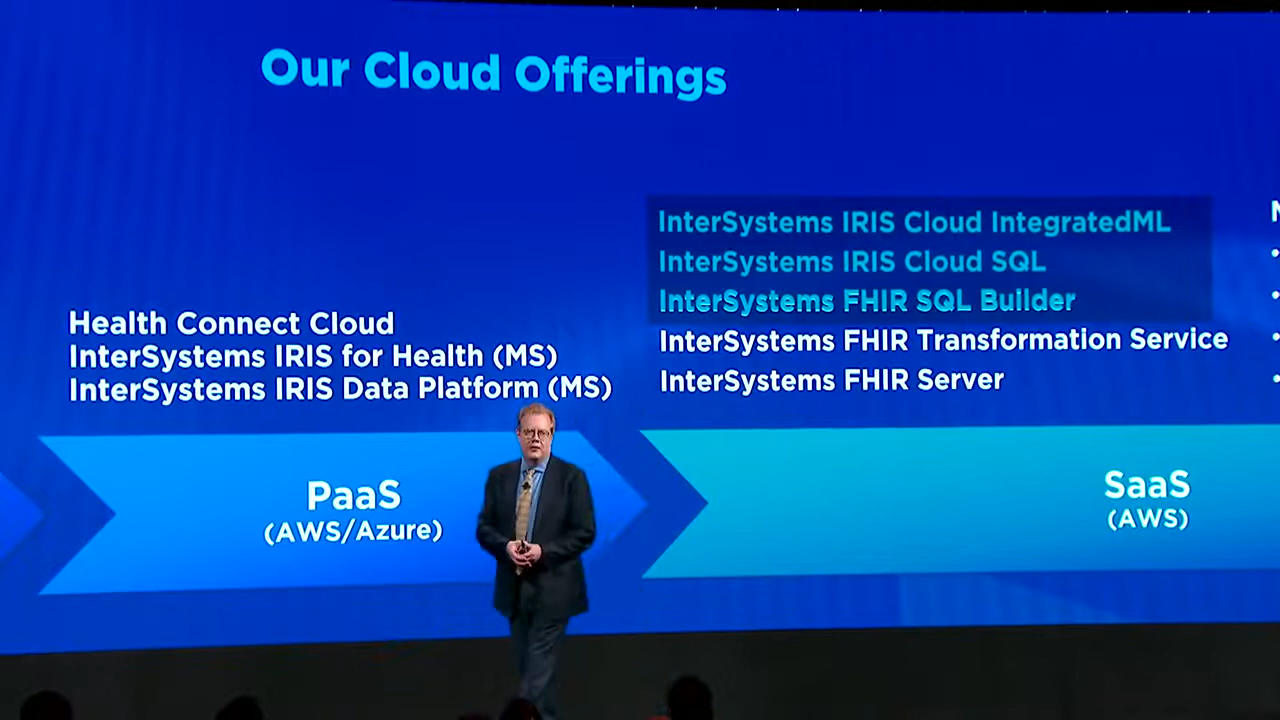 Our Cloud Offerings
Health Connect Cloud
InterSystems IRIS for Health (MS)
InterSystems IRIS Data Platform (MS)
PaaS
(AWS/Azure)
InterSystems IRIS Cloud IntegratedML
InterSystems IRIS Cloud SQL
InterSystems FHIR SQL Builder
InterSystems FHIR Transformation Service
InterSystems FHIR Server
SaaS
(AWS)